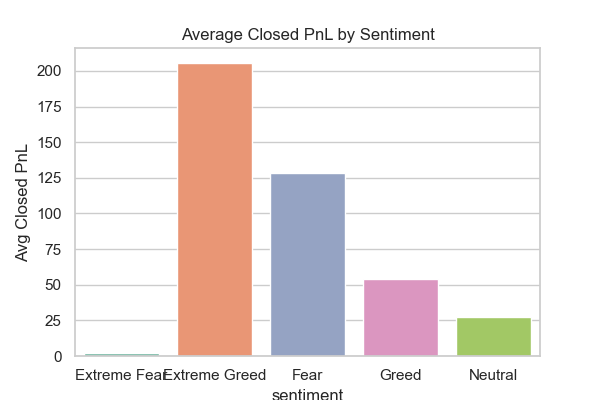 Average Closed PnL by Sentiment
Avg Closed PnL
200
175
150
125
100
75
50
25
0
Extreme Fear Extreme Greed Fear Greed Neutral
sentiment